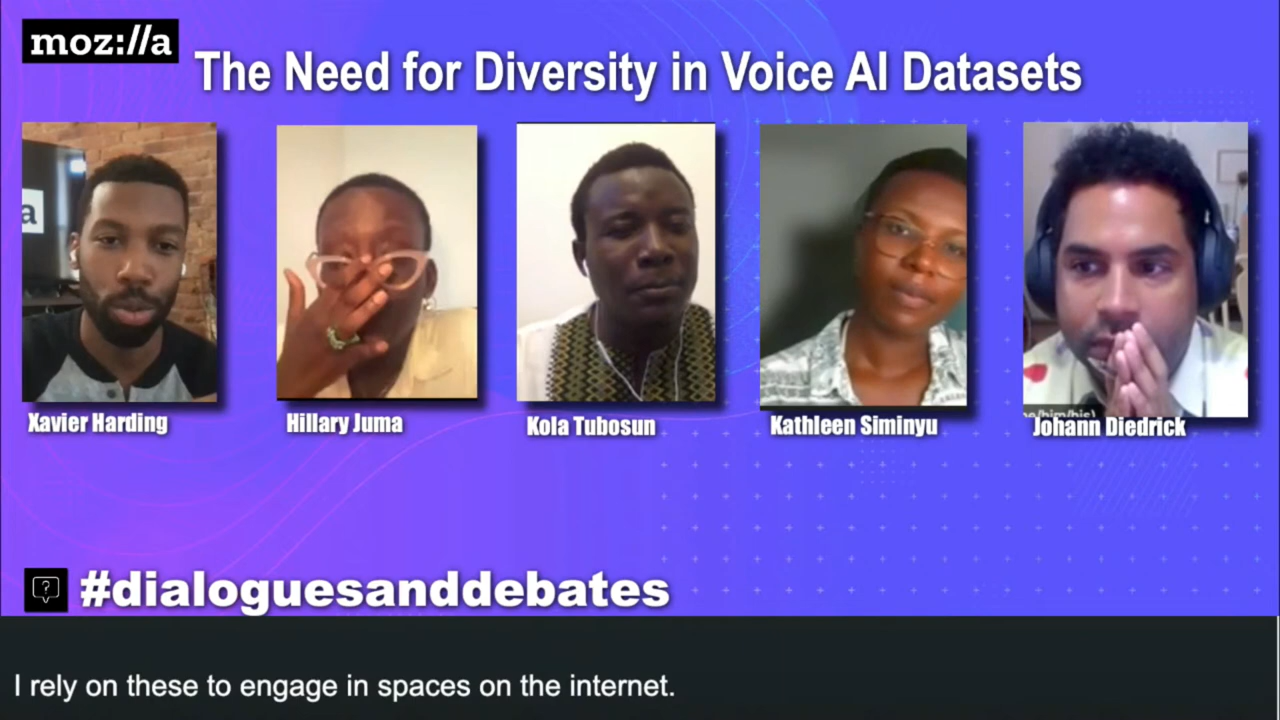 moz://a
The Need for Diversity in Voice AI Datasets
a
Xavier Harding
Hillary Juma
Kola Tubosun
Kathleen Siminyu
Johann Diedrick
#dialoguesanddebates
I rely on these to engage in spaces on the internet.